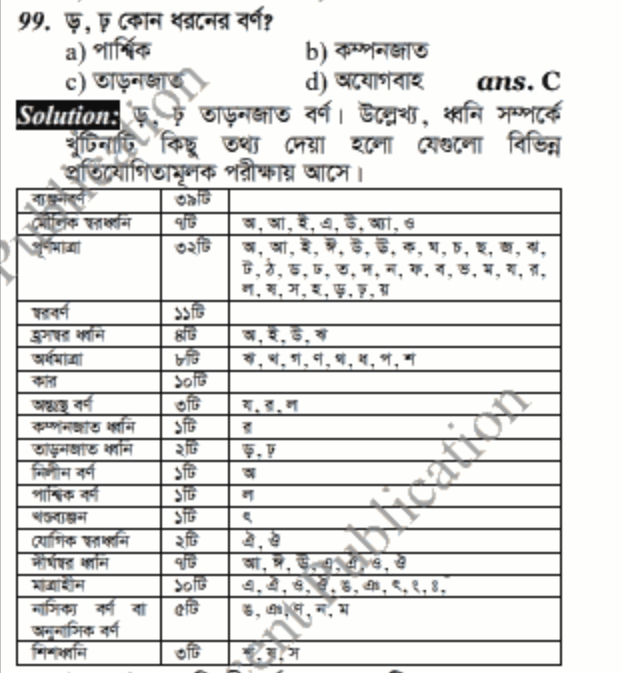 99. ড়, ঢ় কোন ধরনের বর্ণ?
a) পার্শ্বিক b) কম্পনজাত
c) তাড়নজাত d) অযোগবাহ ans. C
Solution: ড়, ঢ় তাড়নজাত বর্ণ। উল্লেখ্য, ধ্বনি সম্পর্কে
খুঁটিনাটি কিছু তথ্য দেয়া হলো যেগুলো বিভিন্ন
প্রতিযোগিতামূলক পরীক্ষায় আসে।
ব্যঞ্জনবর্ণ ৩৯টি
মৌলিক স্বরধ্বনি ৭টি অ, আ, ই, এ, উ, অ্যা, ও
পূর্ণমাত্রা ৩২টি অ, আ, ই, ঈ, উ, ঊ, ক, ঘ, চ, ছ, জ, ঝ,
ট, ঠ, ড, ঢ, ত, দ, ন, ফ, ব, ভ, ম, য, র,
ল, ষ, স, হ, ড়, ঢ়, য়
স্বরবর্ণ ১১টি
হ্রস্বস্বর ধ্বনি ৪টি অ, ই, উ, ঋ
অর্ধমাত্রা ৮টি ঋ, খ, গ, ণ, থ, ধ, প, শ
কার ১০টি
অন্তঃস্থ বর্ণ ৩টি য, র, ল
কম্পনজাত ধ্বনি ১টি র
তাড়নজাত ধ্বনি ২টি ড়, ঢ়
নিলীন বর্ণ ১টি অ
পার্শ্বিক বর্ণ ১টি ল
খণ্ডব্যঞ্জন ১টি ৎ
যৌগিক স্বরধ্বনি ২টি ঐ, ঔ
দীর্ঘস্বর ধ্বনি ৭টি আ, ঈ, ঊ, এ, ঐ, ও, ঔ
মাত্রাহীন ১০টি এ, ঐ, ও, ঔ, ঙ, ঞ, ৎ, ং, ঃ, ঁ
নাসিক্য বর্ণ বা ৫টি ঙ, ঞ, ণ, ন, ম
অনুনাসিক বর্ণ
শিশধ্বনি ৩টি শ, ষ, স
Publication